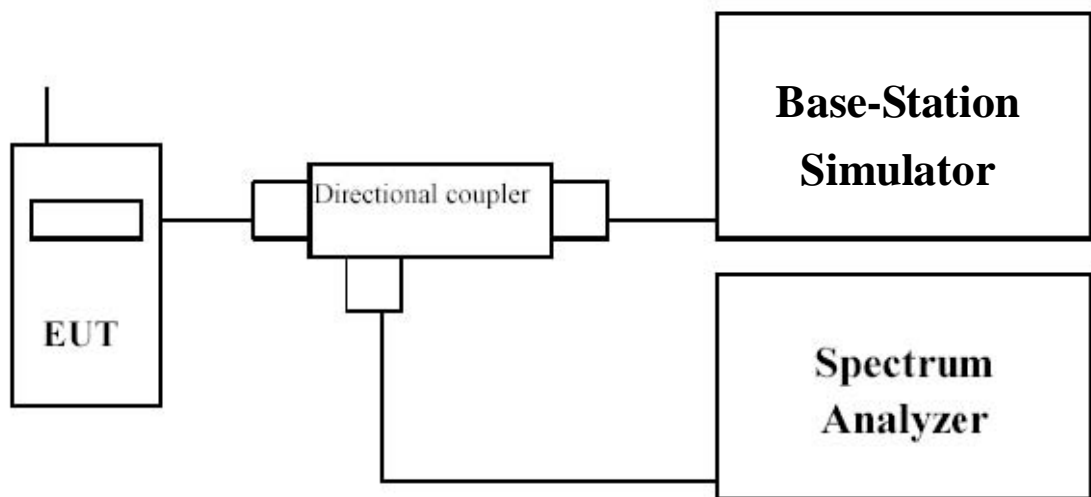 Base-Station
Simulator
Directional coupler
EUT
Spectrum
Analyzer